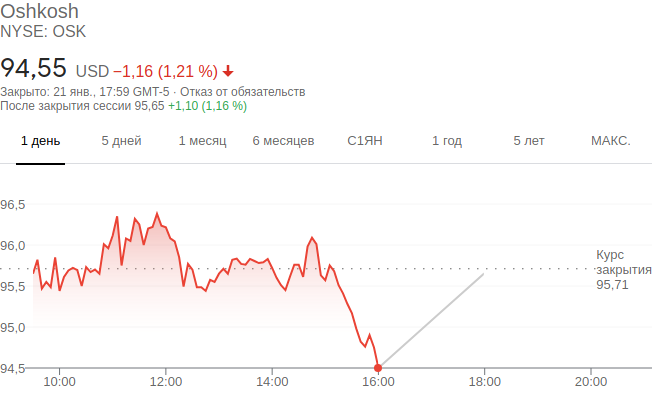 Oshkosh
NYSE: OSK
94,55 USD −1,16 (1,21 %)
Закрыто: 21 янв., 17:59 GMT-5 · Отказ от обязательств
После закрытия сессии 95,65 +1,10 (1,16 %)
1 день 5 дней 1 месяц 6 месяцев С1ЯН 1 год 5 лет МАКС.
96,5
96,0
Курс
закрытия
95,71
95,5
95,0
94,5
10:00 12:00 14:00 16:00 18:00 20:00